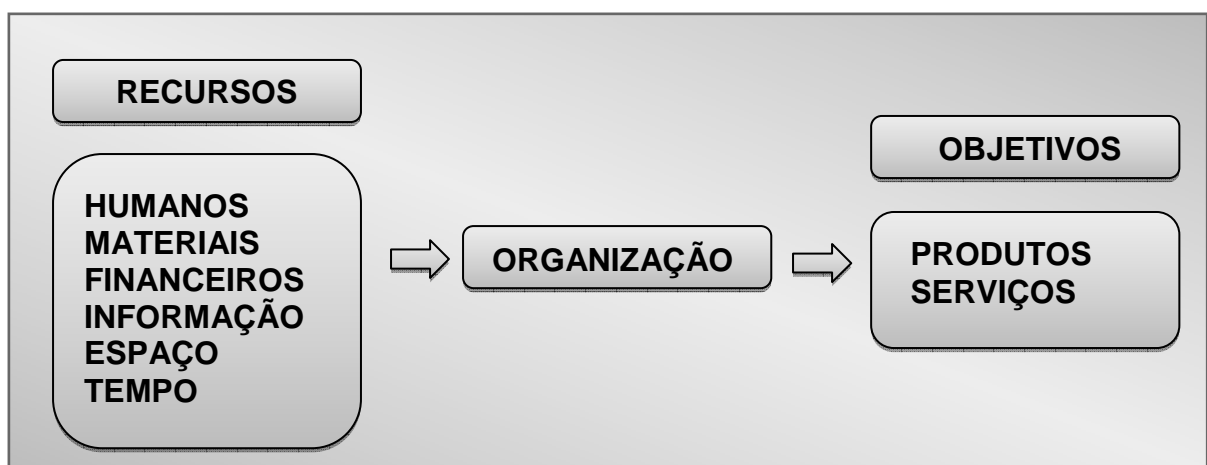 RECURSOS
HUMANOS
MATERIAIS
FINANCEIROS
INFORMAÇÃO
ESPAÇO
TEMPO
ORGANIZAÇÃO
OBJETIVOS
PRODUTOS
SERVIÇOS